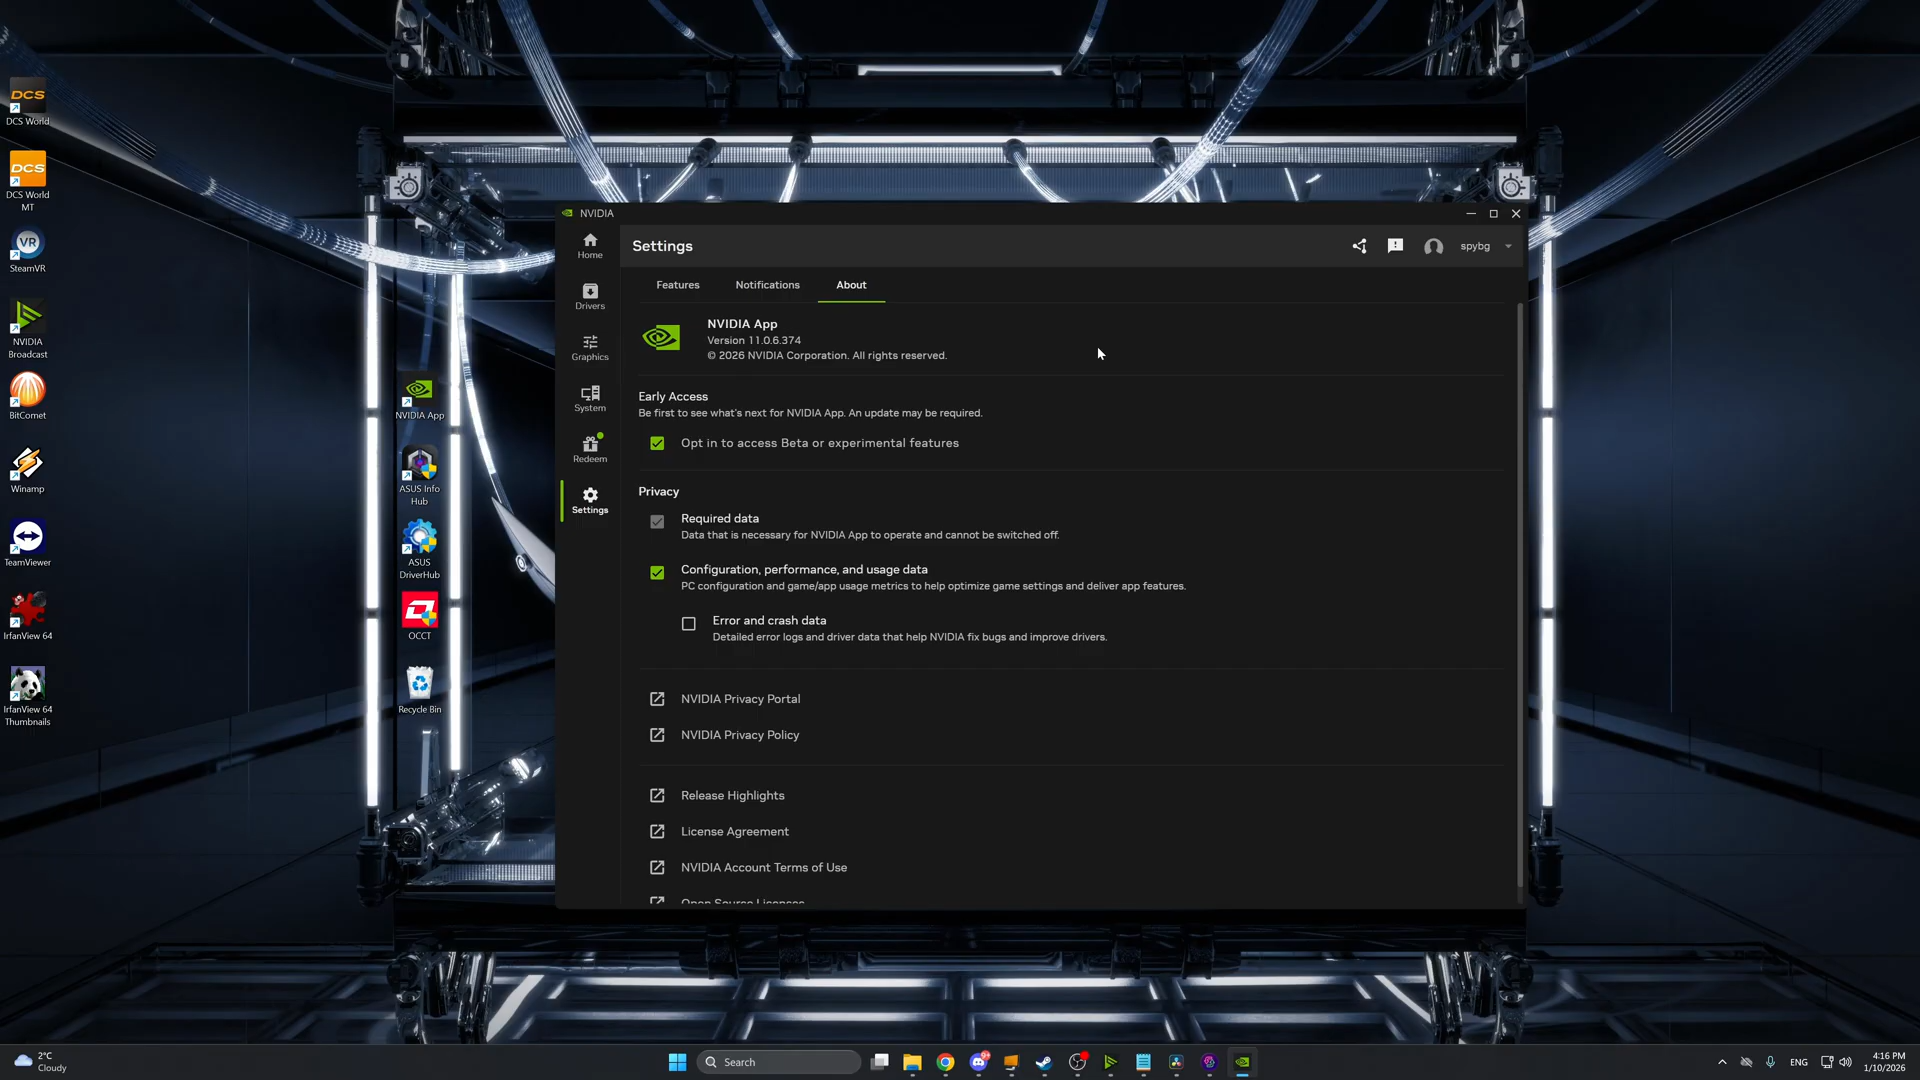 DCS
DCS World
DCS
DCS World
MT
VR
SteamVR
NVIDIA
Broadcast
BitComet
Winamp
TeamViewer
IrfanView 64
IrfanView 64
Thumbnails
NVIDIA App
ASUS Info
Hub
ASUS
DriverHub
OCCT
Recycle Bin
NVIDIA
Home
Drivers
Graphics
System
Redeem
Settings
Settings
spybg
Features
Notifications
About
NVIDIA App
Version 11.0.6.374
© 2026 NVIDIA Corporation. All rights reserved.
Early Access
Be first to see what's next for NVIDIA App. An update may be required.
Opt in to access Beta or experimental features
Privacy
Required data
Data that is necessary for NVIDIA App to operate and cannot be switched off.
Configuration, performance, and usage data
PC configuration and game/app usage metrics to help optimize game settings and deliver app features.
Error and crash data
Detailed error logs and driver data that help NVIDIA fix bugs and improve drivers.
NVIDIA Privacy Portal
NVIDIA Privacy Policy
Release Highlights
License Agreement
NVIDIA Account Terms of Use
Open Source Licenses
2°C
Cloudy
Search
9+
ENG
4:16 PM
1/10/2026